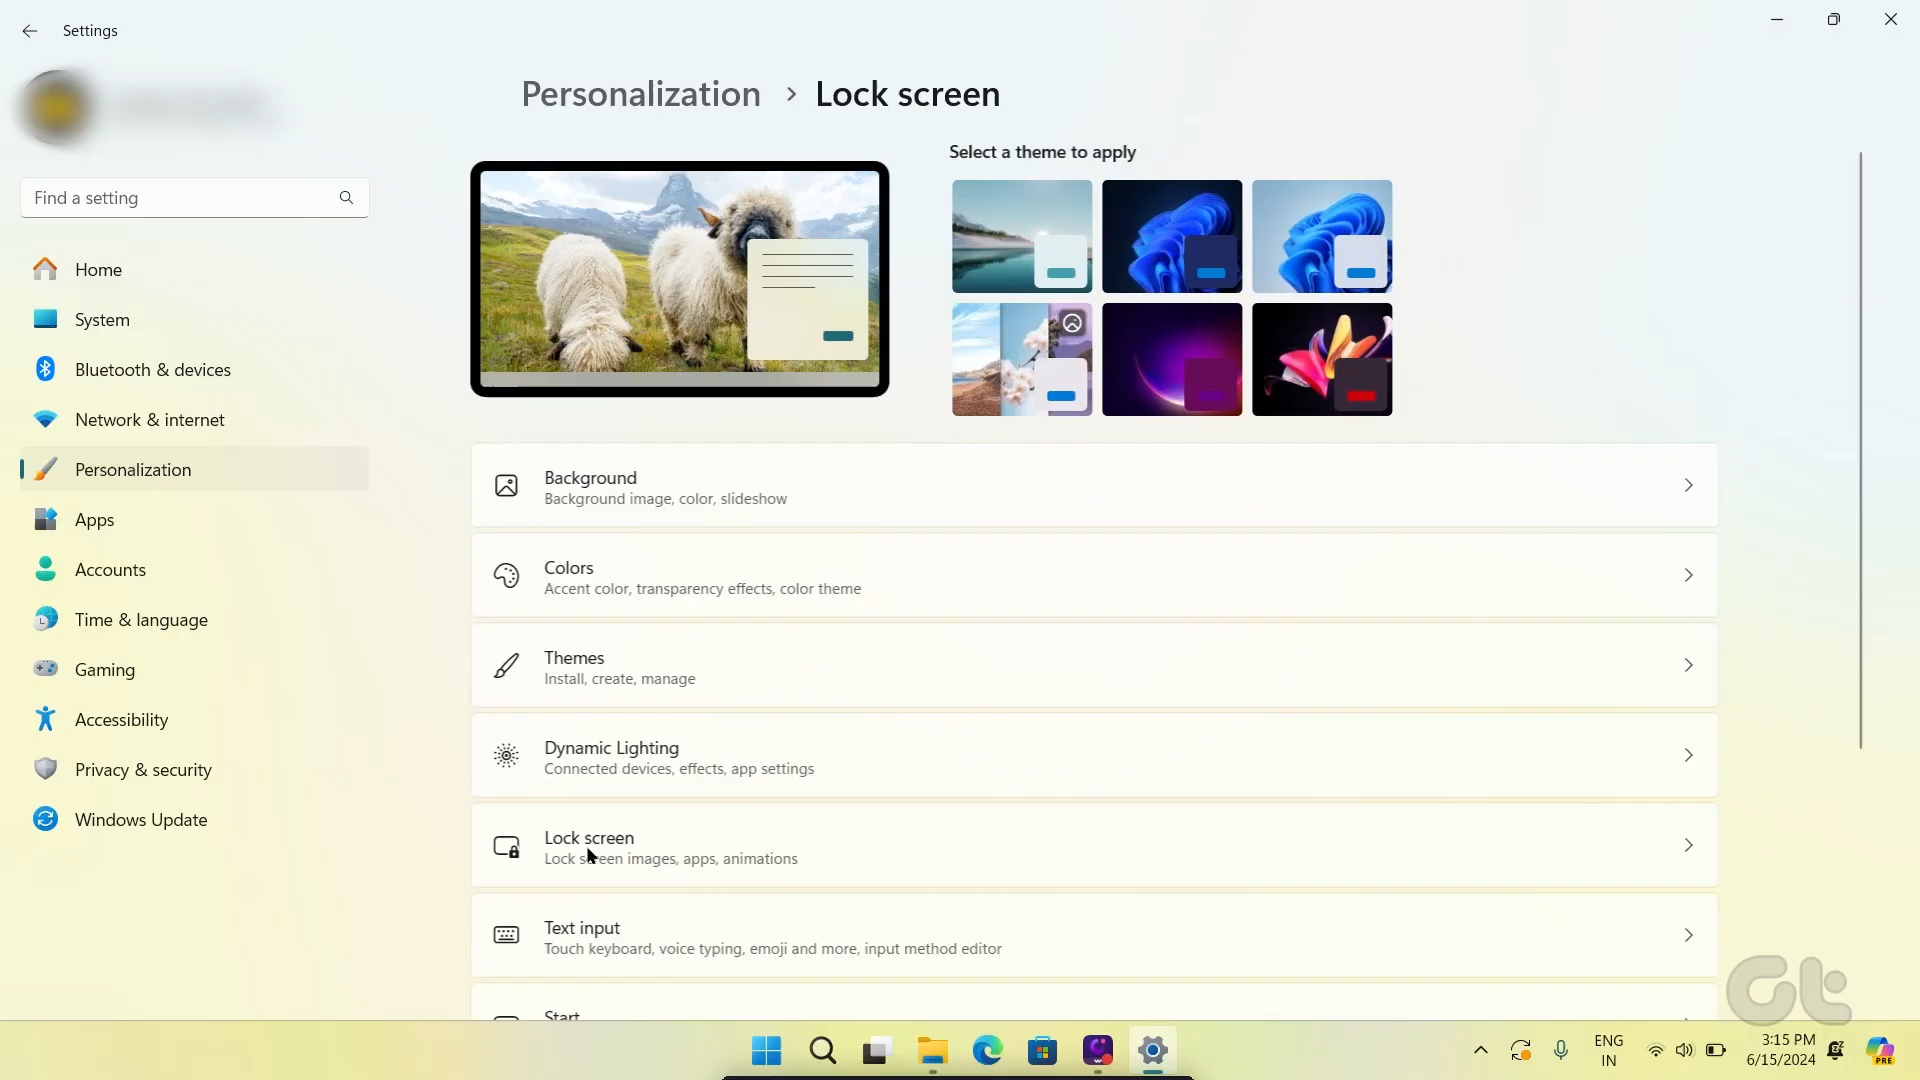 Settings
Personalization > Lock screen
Select a theme to apply
Find a setting
Home
System
Bluetooth & devices
Network & internet
Personalization
Apps
Accounts
Time & language
Gaming
Accessibility
Privacy & security
Windows Update
Background
Background image, color, slideshow
Colors
Accent color, transparency effects, color theme
Themes
Install, create, manage
Dynamic Lighting
Connected devices, effects, app settings
Lock screen
Lock screen images, apps, animations
Text input
Touch keyboard, voice typing, emoji and more, input method editor
Start
ENG
IN
3:15 PM
6/15/2024
PRE
Gt